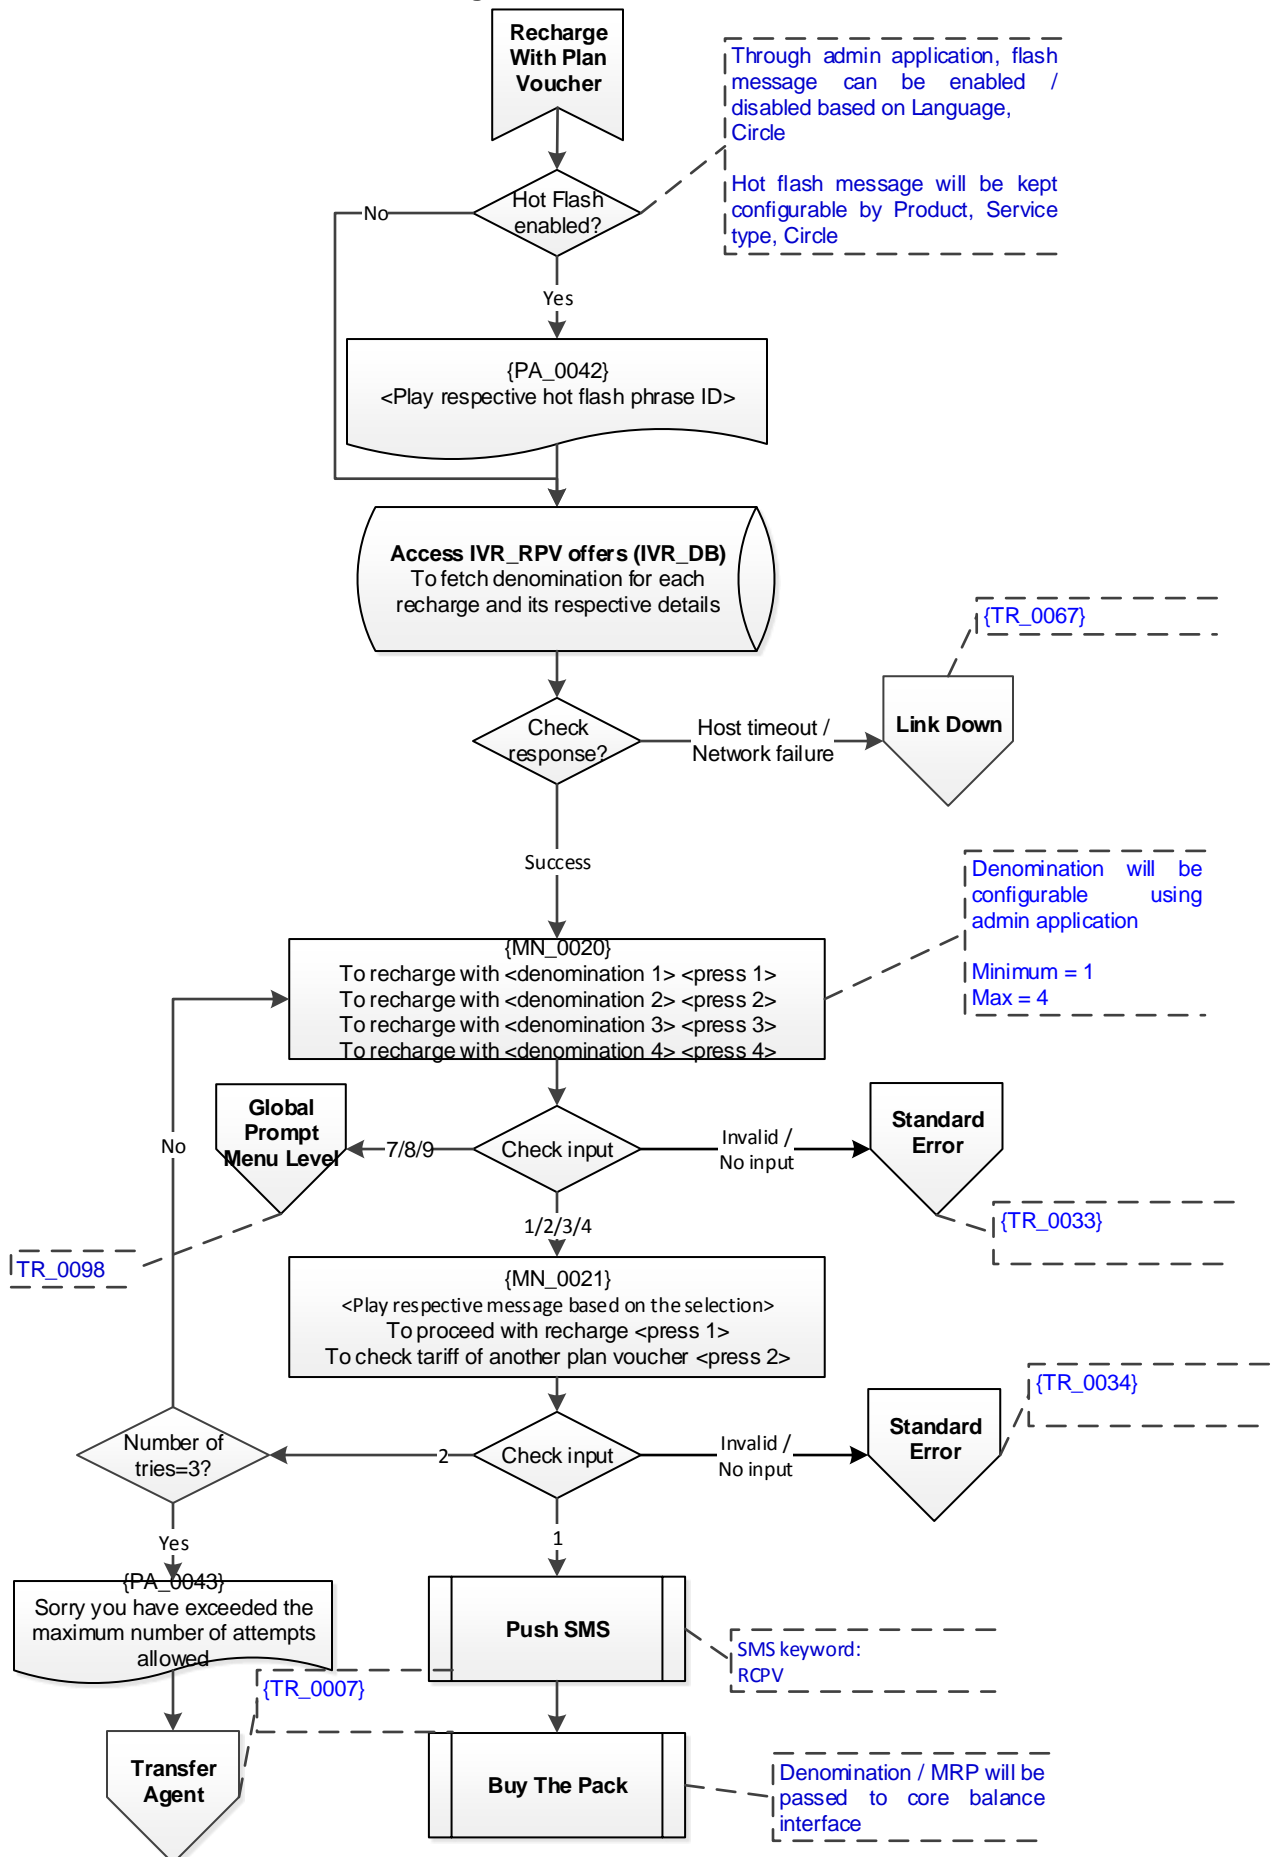 Recharge
With Plan
Voucher
Through admin application, flash
message can be enabled /
disabled based on Language,
Circle
Hot flash message will be kept
configurable by Product, Service
type, Circle
Hot Flash
enabled?
No
Yes
{PA_0042}
<Play respective hot flash phrase ID>
Access IVR_RPV offers (IVR_DB)
To fetch denomination for each
recharge and its respective details
{TR_0067}
Link Down
Check
response?
Host timeout /
Network failure
Success
Denomination will be
configurable using
admin application
Minimum = 1
Max = 4
{MN_0020}
To recharge with <denomination 1> <press 1>
To recharge with <denomination 2> <press 2>
To recharge with <denomination 3> <press 3>
To recharge with <denomination 4> <press 4>
Global
Prompt
Menu Level
No
7/8/9
Check input
Invalid /
No input
Standard
Error
1/2/3/4
{TR_0033}
TR_0098
{MN_0021}
<Play respective message based on the selection>
To proceed with recharge <press 1>
To check tariff of another plan voucher <press 2>
{TR_0034}
Number of
tries=3?
2
Check input
Invalid /
No input
Standard
Error
Yes
1
{PA_0043}
Sorry you have exceeded the
maximum number of attempts
allowed
Push SMS
SMS keyword:
RCPV
{TR_0007}
Transfer
Agent
Buy The Pack
Denomination / MRP will be
passed to core balance
interface